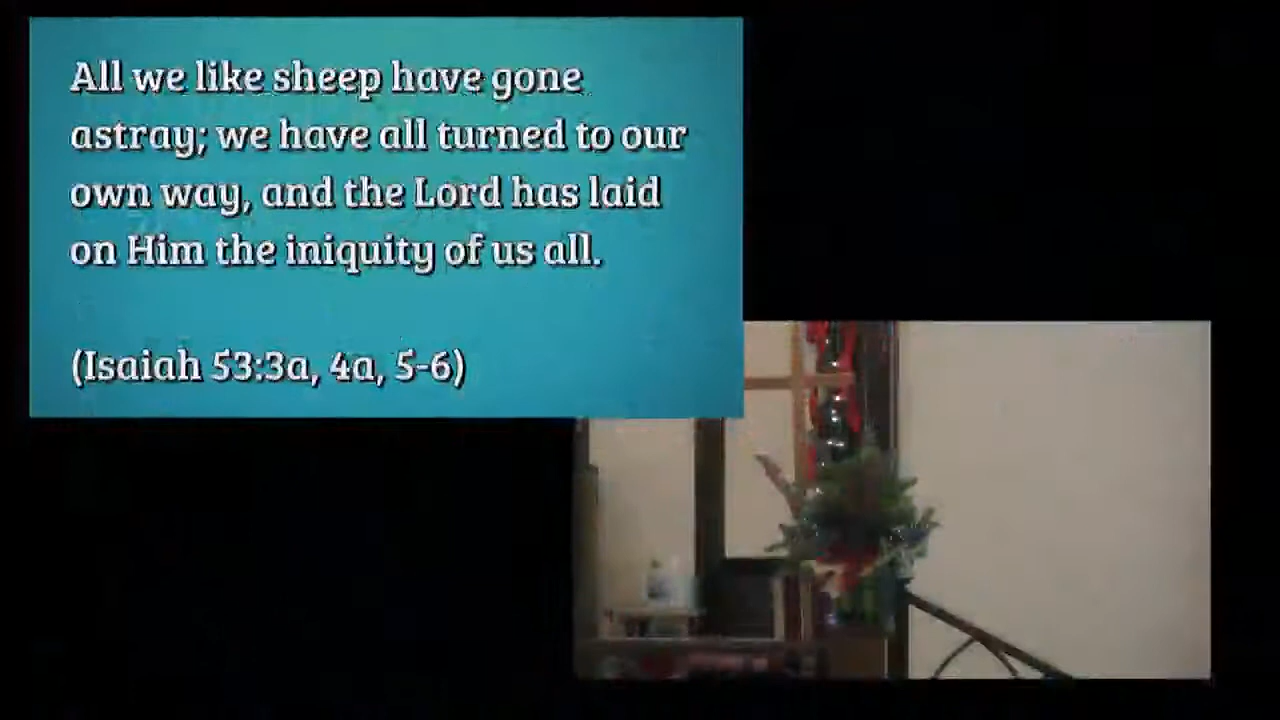 All we like sheep have gone
astray; we have all turned to our
own way, and the Lord has laid
on Him the iniquity of us all.
(Isaiah 53:3a, 4a, 5-6)